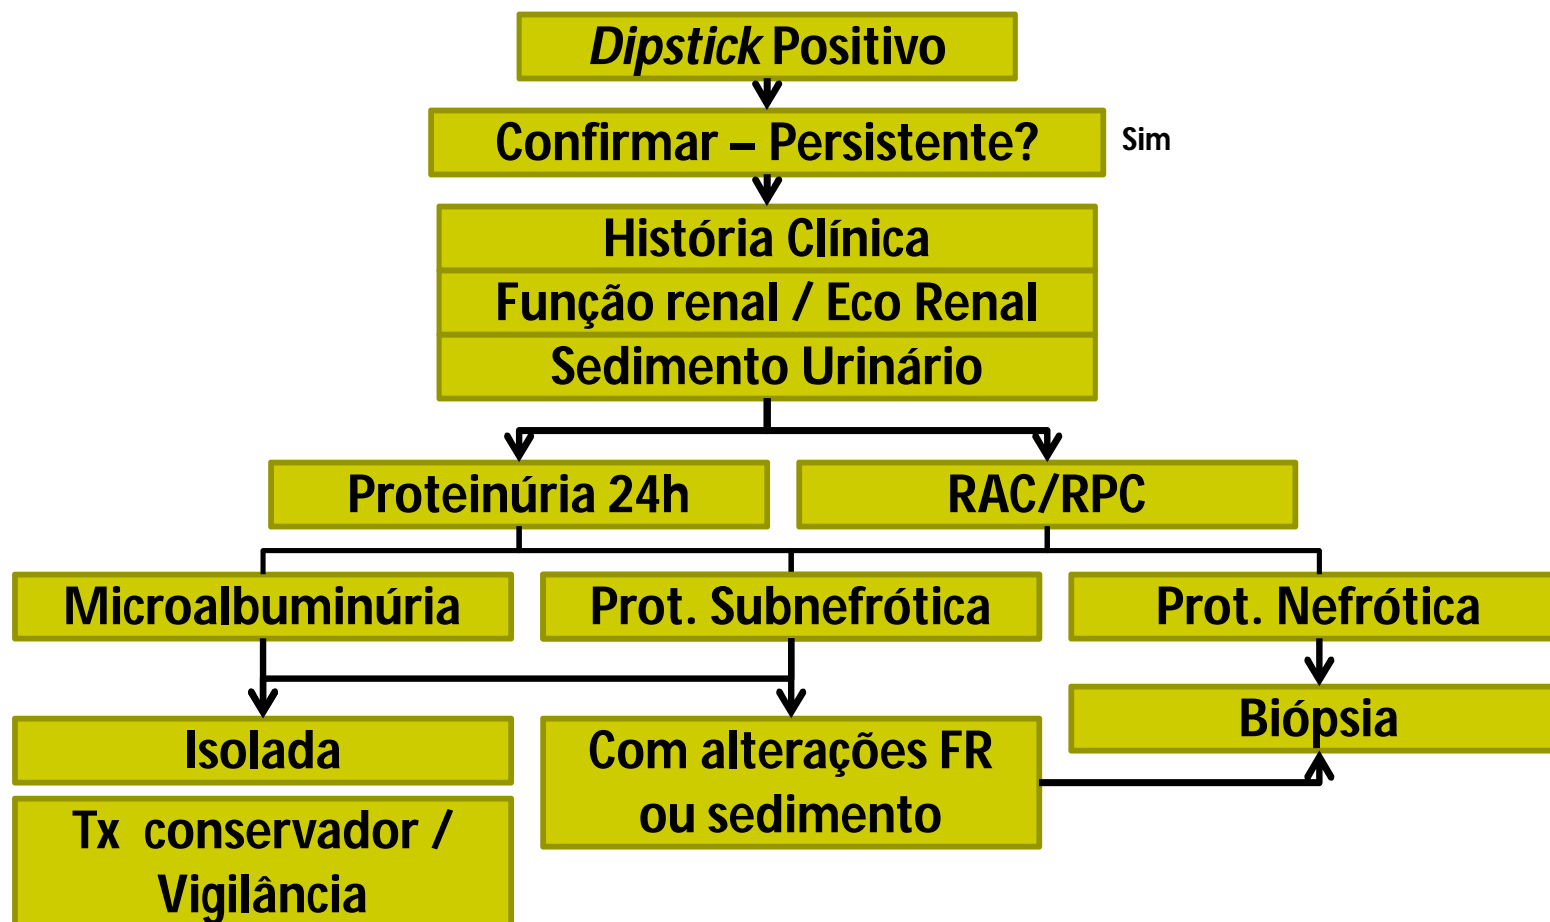 Dipstick Positivo
Confirmar – Persistente?
Sim
História Clínica
Função renal / Eco Renal
Sedimento Urinário
Proteinúria 24h
RAC/RPC
Microalbuminúria
Prot. Subnefrótica
Prot. Nefrótica
Biópsia
Isolada
Com alterações FR
ou sedimento
Tx conservador /
Vigilância